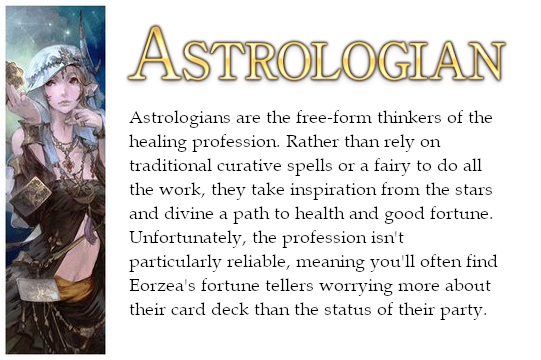 ASTROLOGIAN
Astrologians are the free-form thinkers of the
healing profession. Rather than rely on
traditional curative spells or a fairy to do all
the work, they take inspiration from the stars
and divine a path to health and good fortune.
Unfortunately, the profession isn't
particularly reliable, meaning you'll often find
Eorzea's fortune tellers worrying more about
their card deck than the status of their party.